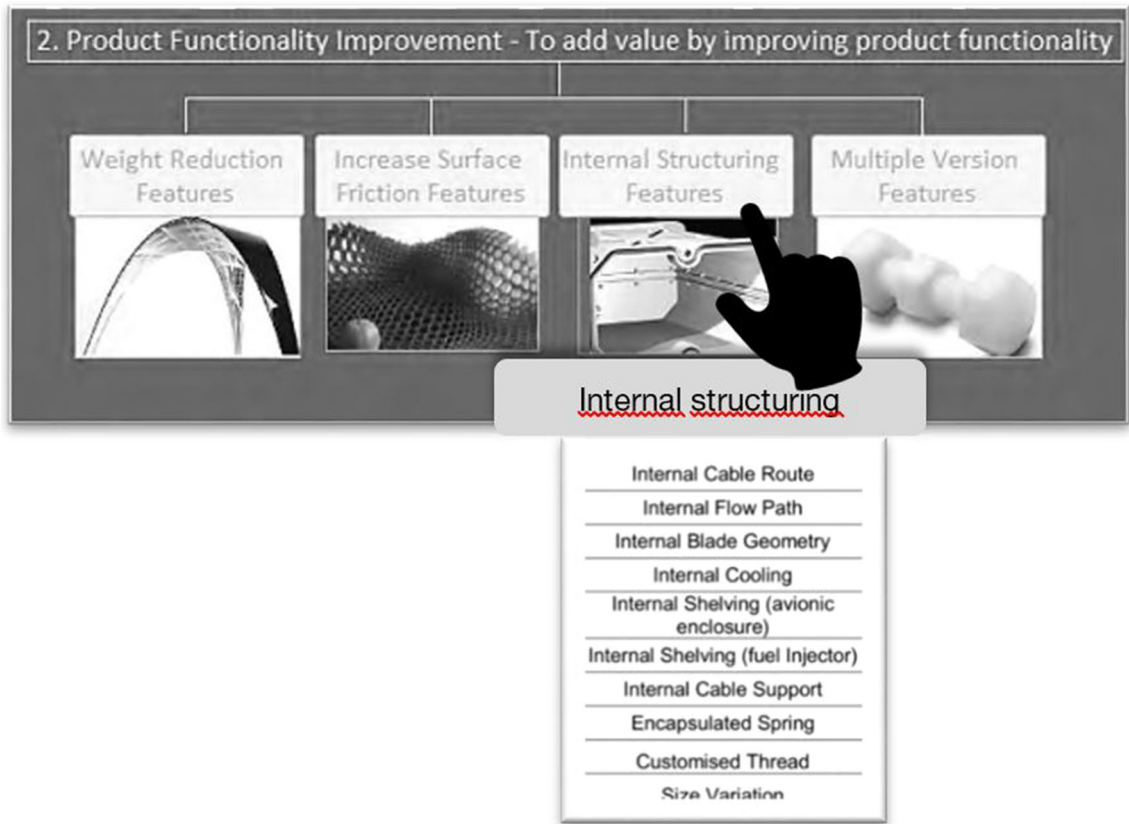 2. Product Functionality Improvement - To add value by improving product functionality
Weight Reduction
Features
Increase Surface
Friction Features
Internal Structuring
Features
Multiple Version
Features
Internal structuring
Internal Cable Route
Internal Flow Path
Internal Blade Geometry
Internal Cooling
Internal Shelving (avionic
enclosure)
Internal Shelving (fuel Injector)
Internal Cable Support
Encapsulated Spring
Customised Thread
Size Variation